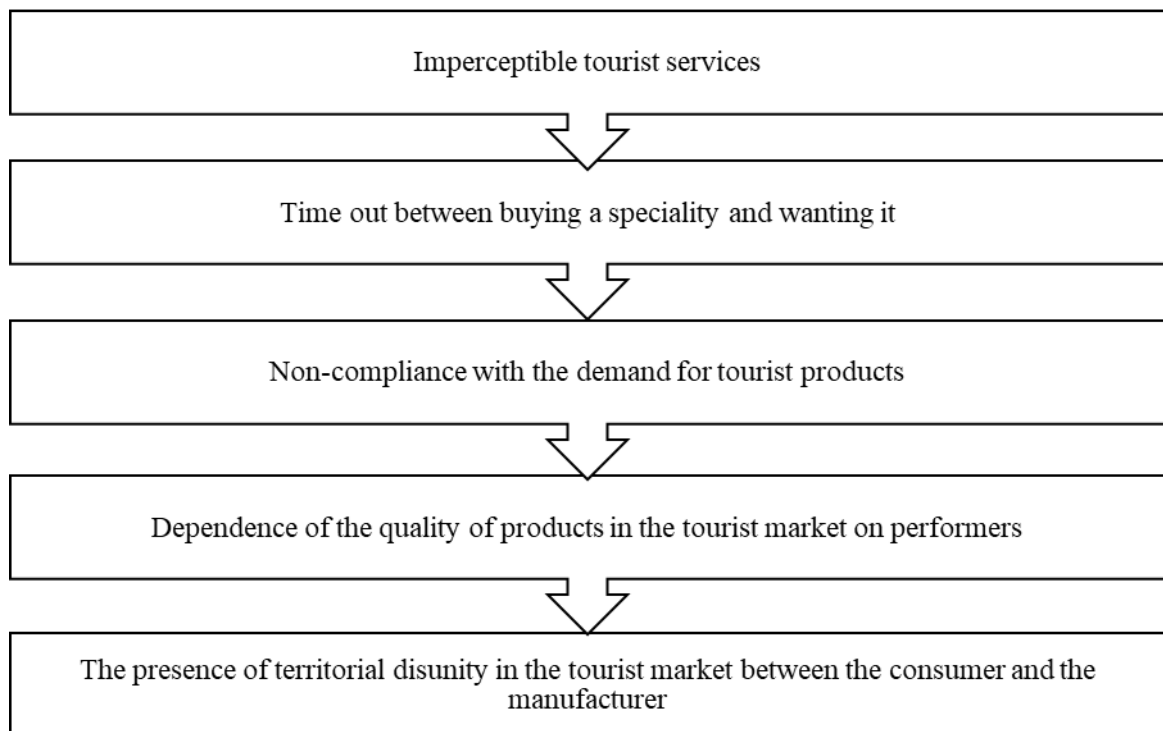 Imperceptible tourist services
Time out between buying a speciality and wanting it
Non-compliance with the demand for tourist products
Dependence of the quality of products in the tourist market on performers
The presence of territorial disunity in the tourist market between the consumer and the
manufacturer